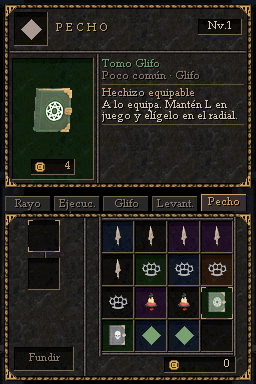 PECHO
Nv.1
Tomo Glifo
Poco común · Glifo
Hechizo equipable
A lo equipa. Mantén L en
juego y elígelo en el radial.
4
Rayo
Ejecuc.
Glifo
Levant.
Pecho
Fundir
0